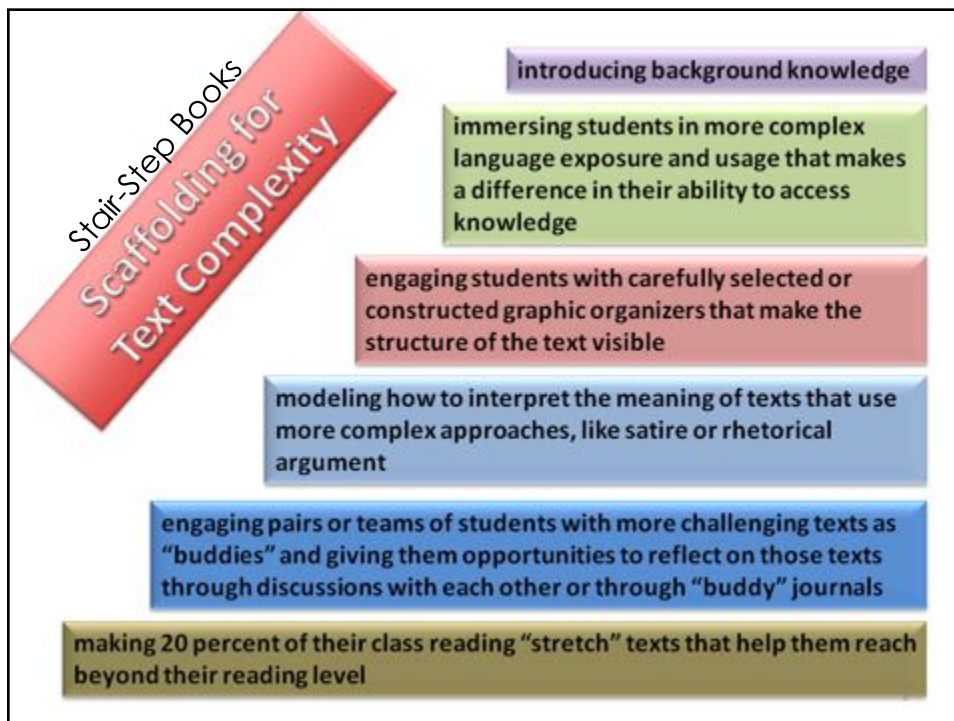 Stair-Step Books
Scaffolding for
Text Complexity
introducing background knowledge
immersing students in more complex
language exposure and usage that makes
a difference in their ability to access
knowledge
engaging students with carefully selected or
constructed graphic organizers that make the
structure of the text visible
modeling how to interpret the meaning of texts that use
more complex approaches, like satire or rhetorical
argument
engaging pairs or teams of students with more challenging texts as
“buddies” and giving them opportunities to reflect on those texts
through discussions with each other or through “buddy” journals
making 20 percent of their class reading “stretch” texts that help them reach
beyond their reading level